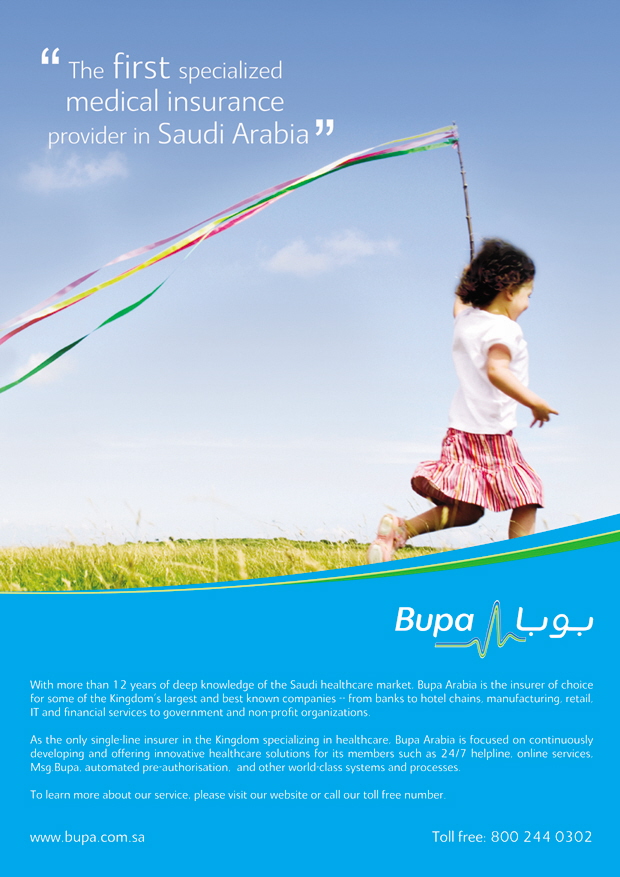 “ The first specialized
medical insurance
provider in Saudi Arabia ”
Bupa بوبا
With more than 12 years of deep knowledge of the Saudi healthcare market, Bupa Arabia is the insurer of choice
for some of the Kingdom's largest and best known companies -- from banks to hotel chains, manufacturing, retail,
IT and financial services to government and non-profit organizations.
As the only single-line insurer in the Kingdom specializing in healthcare, Bupa Arabia is focused on continuously
developing and offering innovative healthcare solutions for its members such as 24/7 helpline, online services,
Msg.Bupa, automated pre-authorisation, and other world-class systems and processes.
To learn more about our service, please visit our website or call our toll free number.
www.bupa.com.sa
Toll free: 800 244 0302